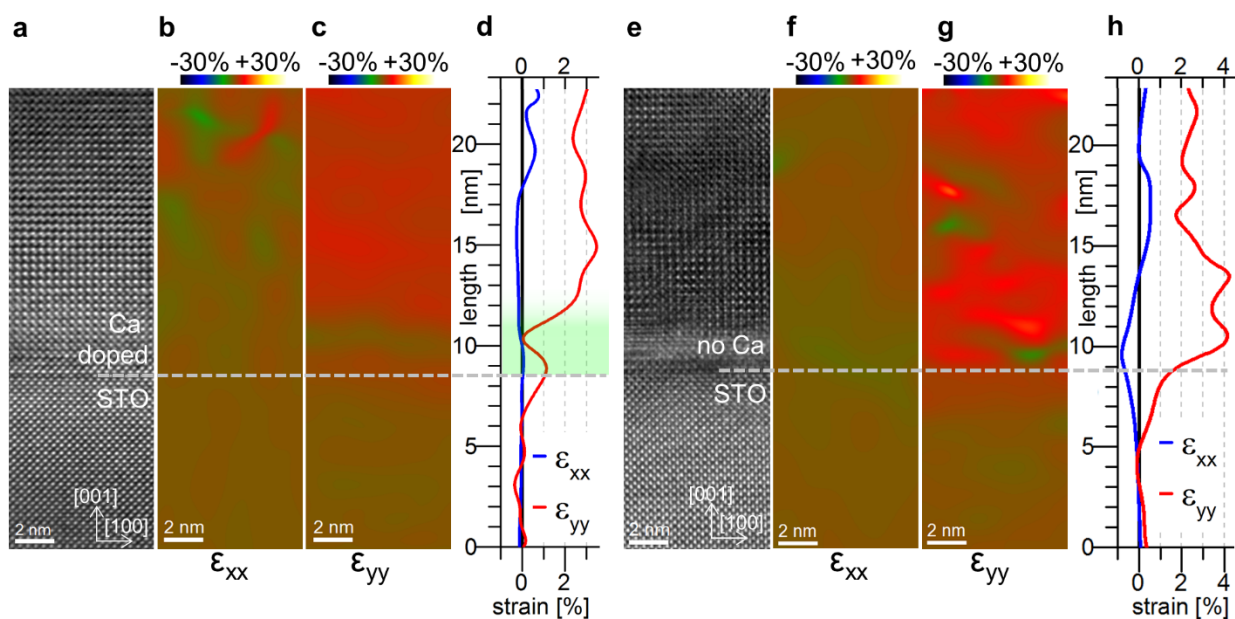 a b c d e f g h
-30% +30% -30% +30% -30% +30% -30% +30%
0 2 0 2 4
20
15
10
5
0
length [nm]
Ca
doped
STO
[001]
[100]
2 nm
2 nm
2 nm
εxx
εyy
εxx
εyy
0 2
strain [%]
20
15
10
5
0
length [nm]
no Ca
STO
[001]
[100]
2 nm
2 nm
2 nm
εxx
εyy
εxx
εyy
0 2 4
strain [%]